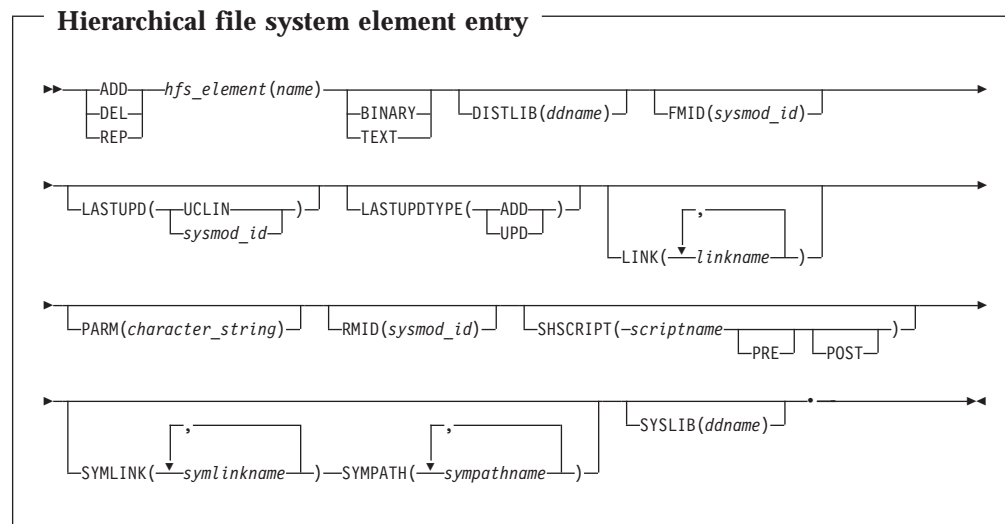 Hierarchical file system element entry
ADD hfs_element(name)
DEL BINARY DISTLIB(ddname) FMID(sysmod_id)
REP TEXT
LASTUPD( UCLIN ) LASTUPDTYPE( ADD ) ,
sysmod_id UPD
LINK( linkname )
PARM(character_string) RMID(sysmod_id) SHSCRIPT( scriptname )
PRE POST
, , SYSLIB(ddname) .
SYMLINK( symlinkname ) SYMPATH( sympathname )